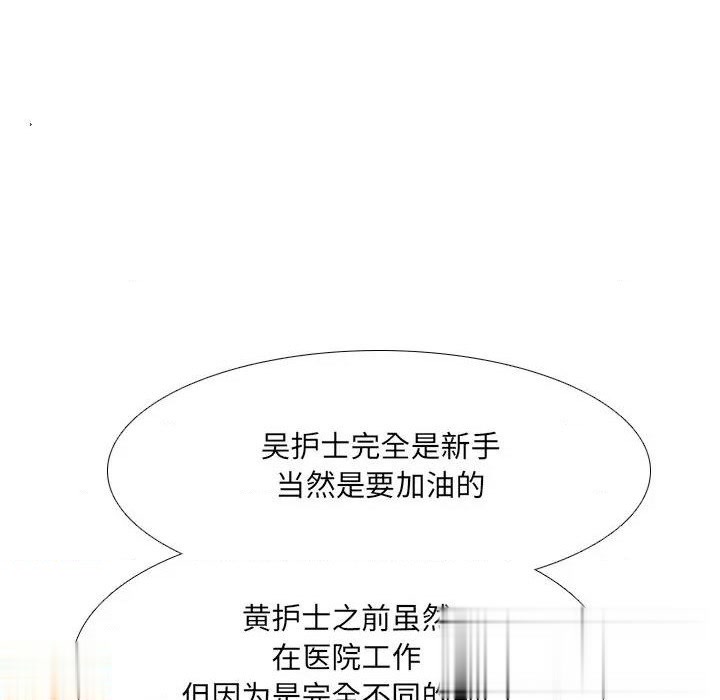 吴护士完全是新手
当然是要加油的
黄护士之前虽然
在医院工作
但因为是完全不同的